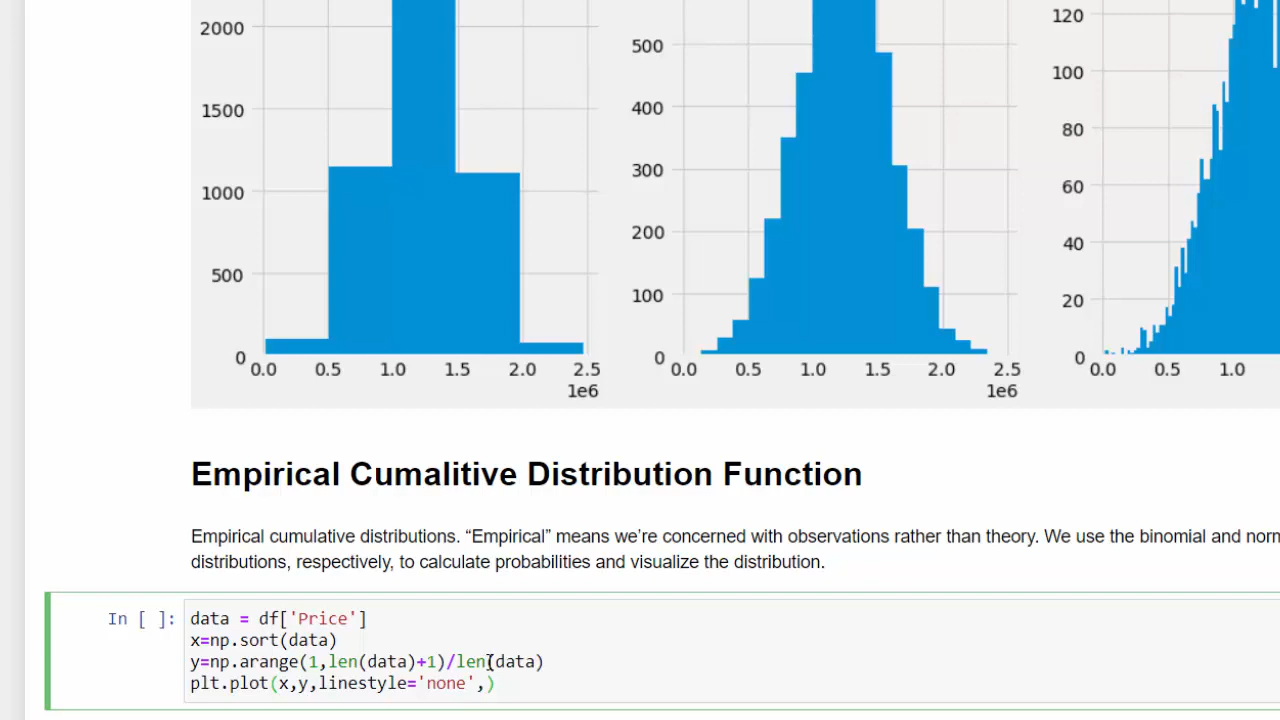 2000
1500
1000
500
0
0.0 0.5 1.0 1.5 2.0 2.5
1e6
500
400
300
200
100
0
0.0 0.5 1.0 1.5 2.0 2.5
1e6
120
100
80
60
40
20
0
0.0 0.5 1.0
Empirical Cumalitive Distribution Function
Empirical cumulative distributions. “Empirical” means we’re concerned with observations rather than theory. We use the binomial and norm
distributions, respectively, to calculate probabilities and visualize the distribution.
In [ ]: data = df['Price']
x=np.sort(data)
y=np.arange(1,len(data)+1)/len(data)
plt.plot(x,y,linestyle='none',)